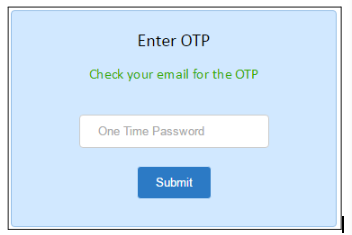 Enter OTP
Check your email for the OTP
One Time Password
Submit